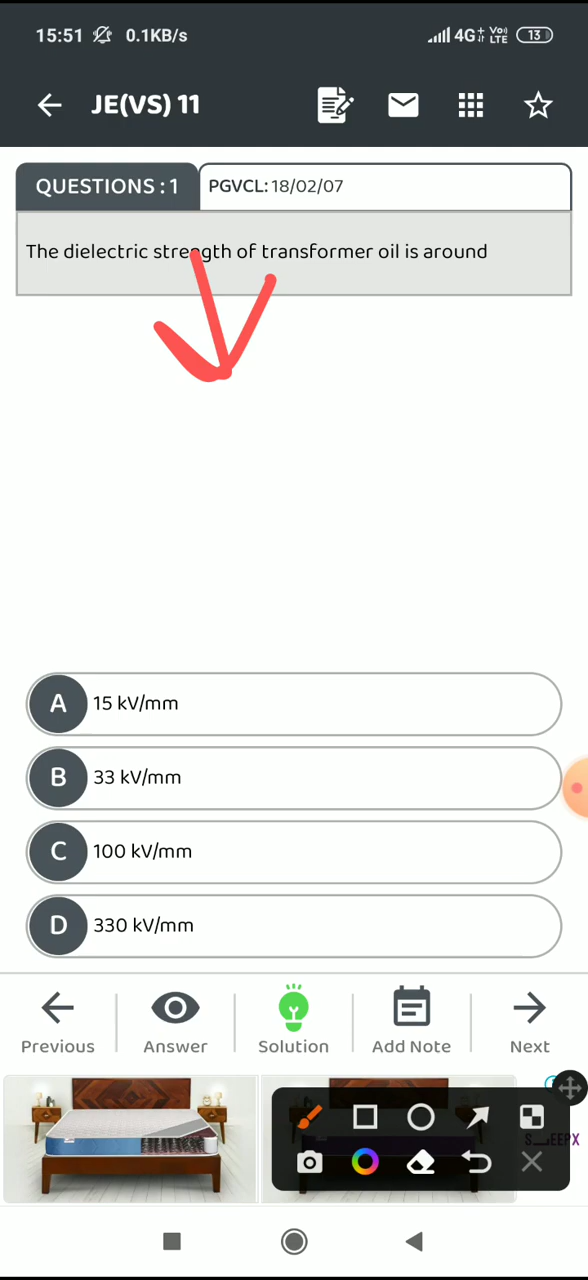 15:51 0.1KB/s 4G+ Vo)) LTE 13
JE(VS) 11
QUESTIONS : 1 PGVCL: 18/02/07
The dielectric strength of transformer oil is around
A 15 kV/mm
B 33 kV/mm
C 100 kV/mm
D 330 kV/mm
Previous Answer Solution Add Note Next